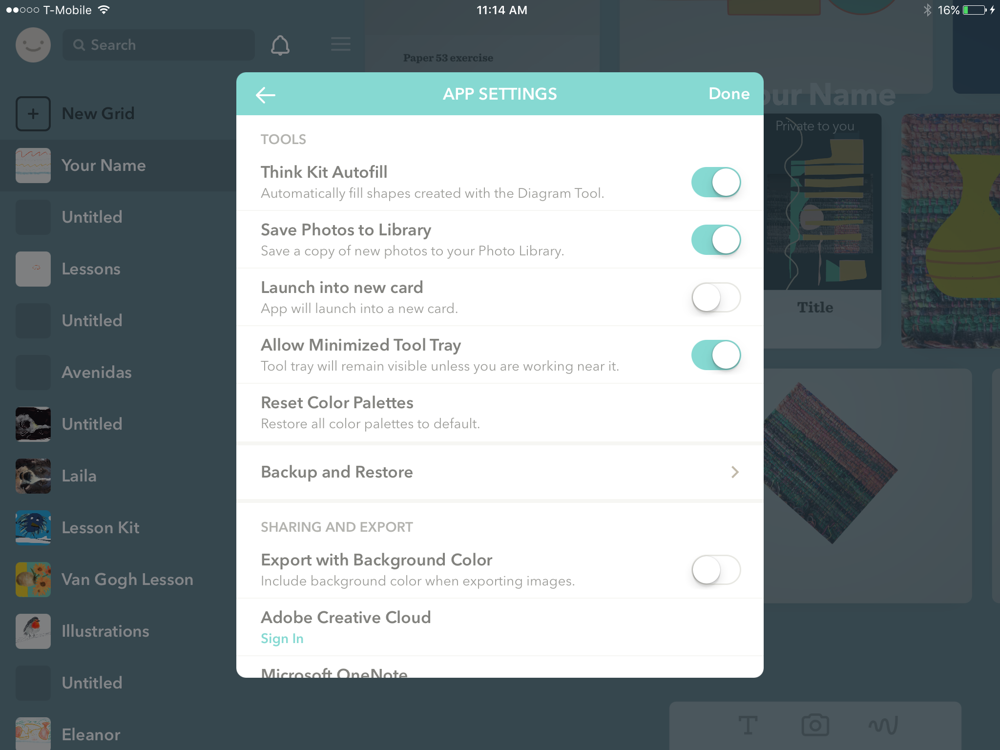 T-Mobile
11:14 AM
16%
Search
Paper 53 exercise
New Grid
Your Name
Untitled
Lessons
Untitled
Avenidas
Untitled
Laila
Lesson Kit
Van Gogh Lesson
Illustrations
Untitled
Eleanor
APP SETTINGS
Done
TOOLS
Think Kit Autofill
Automatically fill shapes created with the Diagram Tool.
Save Photos to Library
Save a copy of new photos to your Photo Library.
Launch into new card
App will launch into a new card.
Allow Minimized Tool Tray
Tool tray will remain visible unless you are working near it.
Reset Color Palettes
Restore all color palettes to default.
Backup and Restore
SHARING AND EXPORT
Export with Background Color
Include background color when exporting images.
Adobe Creative Cloud
Sign In
Microsoft OneNote
our Name
Private to you
Title
T